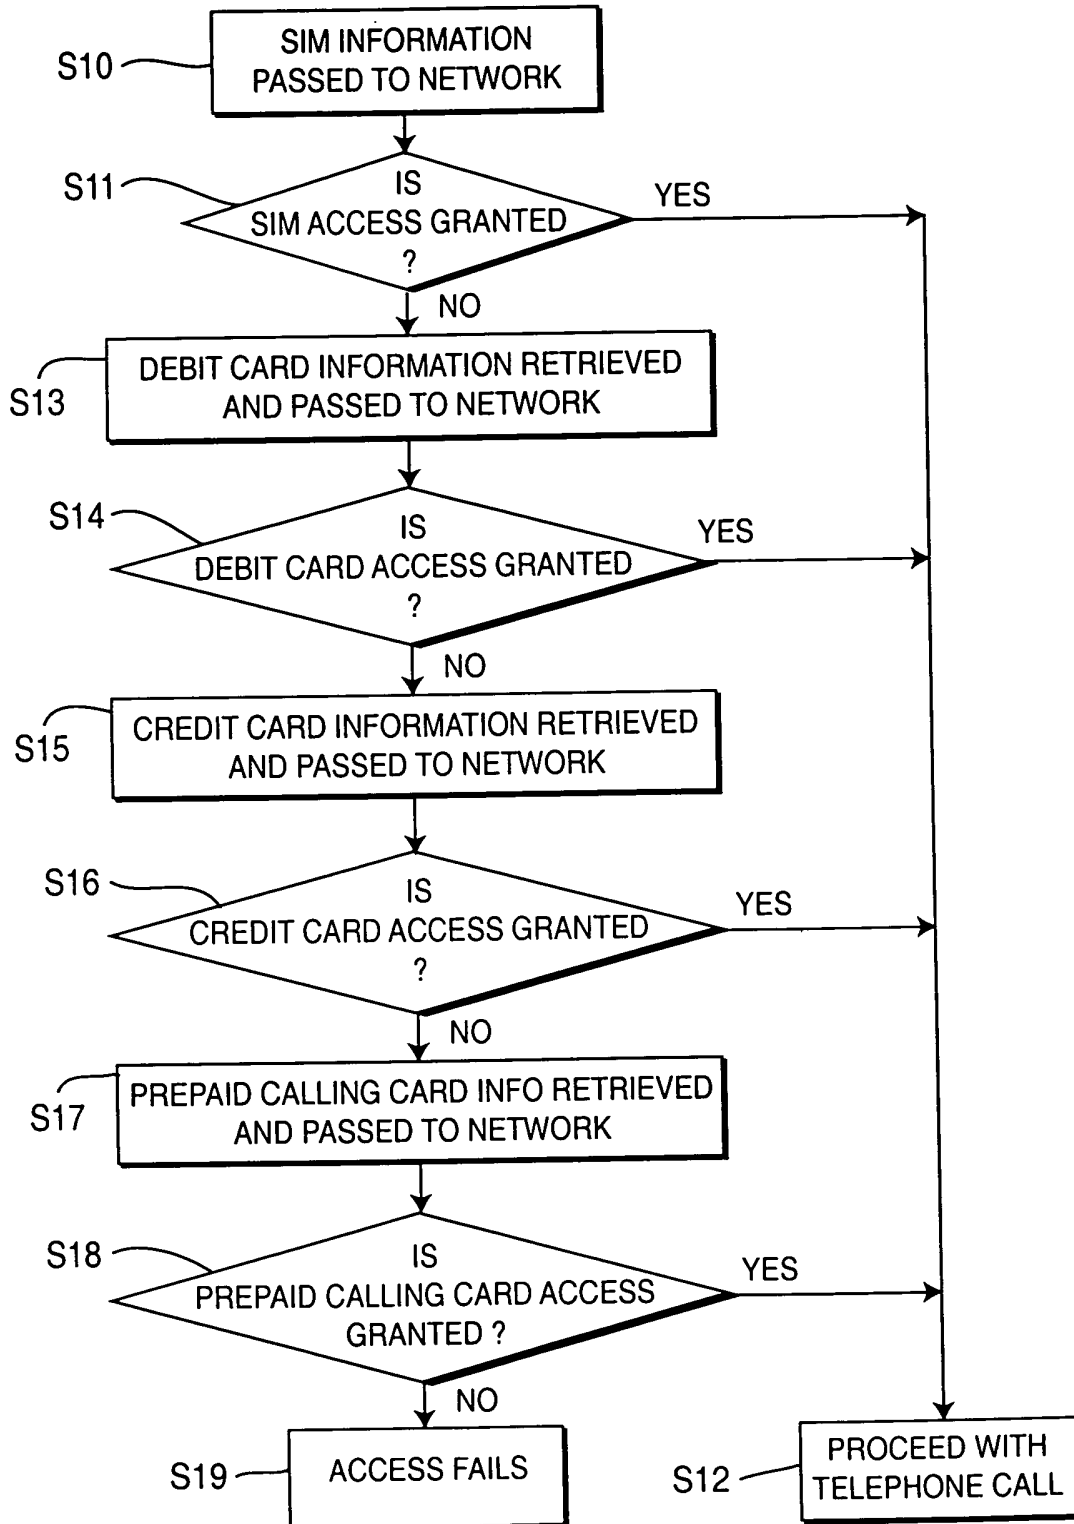 SIM INFORMATION
PASSED TO NETWORK
S10
IS
SIM ACCESS GRANTED
?
S11
YES
NO
DEBIT CARD INFORMATION RETRIEVED
AND PASSED TO NETWORK
S13
IS
DEBIT CARD ACCESS GRANTED
?
S14
YES
NO
CREDIT CARD INFORMATION RETRIEVED
AND PASSED TO NETWORK
S15
IS
CREDIT CARD ACCESS GRANTED
?
S16
YES
NO
PREPAID CALLING CARD INFO RETRIEVED
AND PASSED TO NETWORK
S17
IS
PREPAID CALLING CARD ACCESS
GRANTED ?
S18
YES
NO
ACCESS FAILS
S19
PROCEED WITH
TELEPHONE CALL
S12